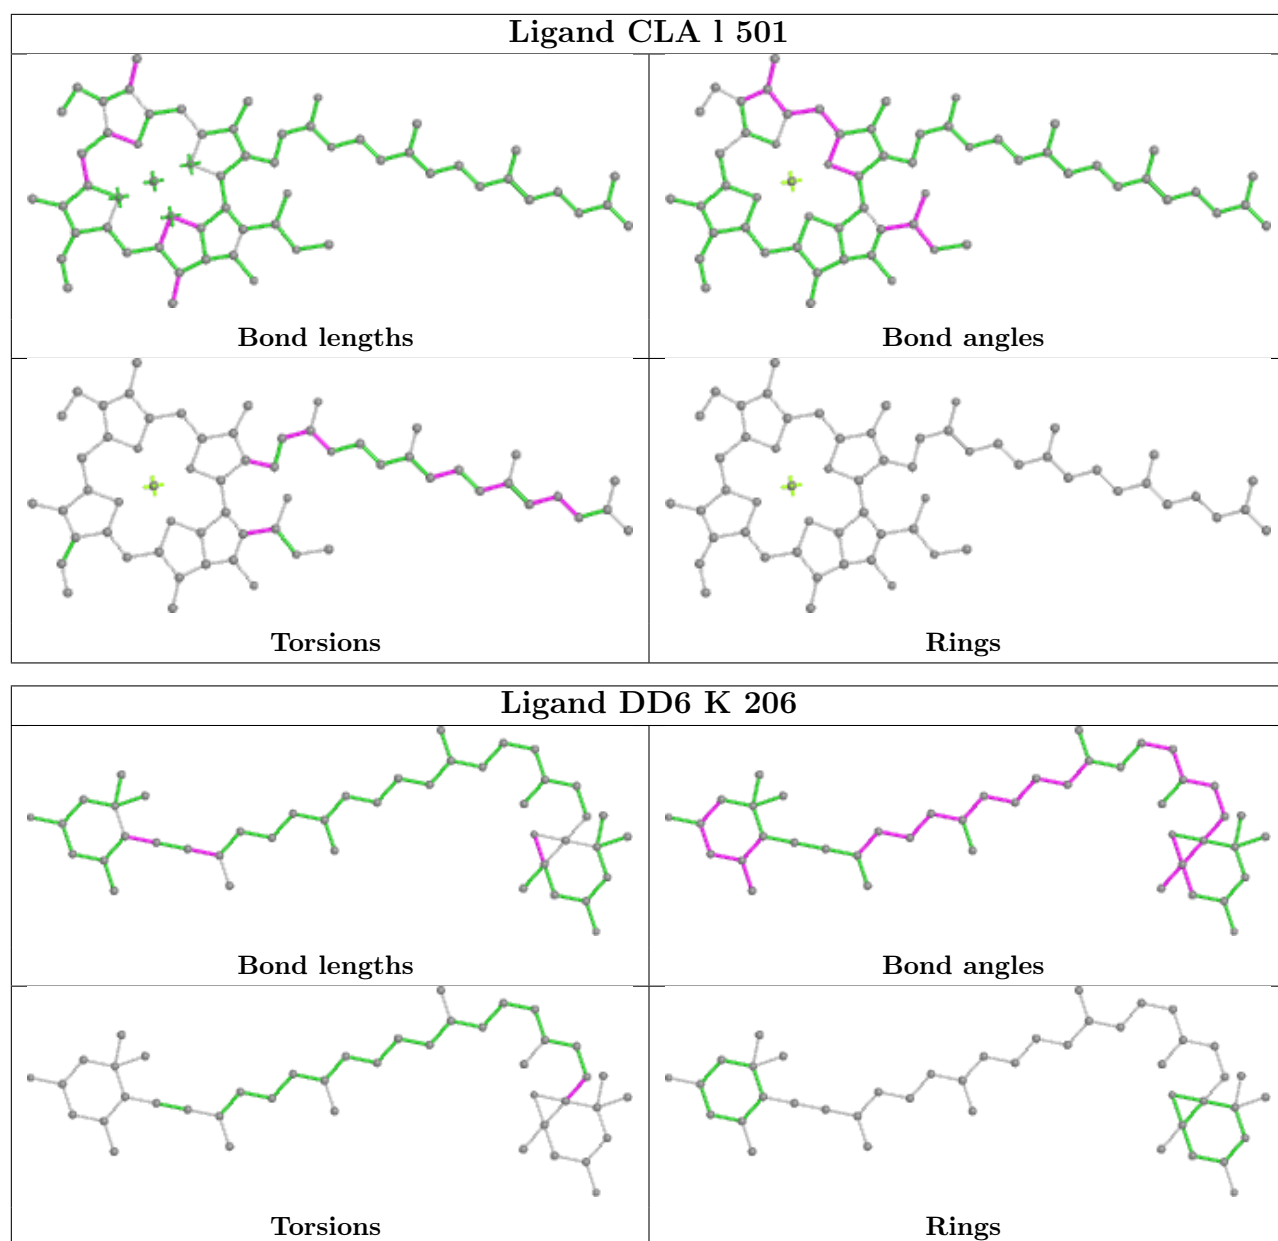 Ligand CLA l 501
Bond lengths
Bond angles
Torsions
Rings
Ligand DD6 K 206
Bond lengths
Bond angles
Torsions
Rings